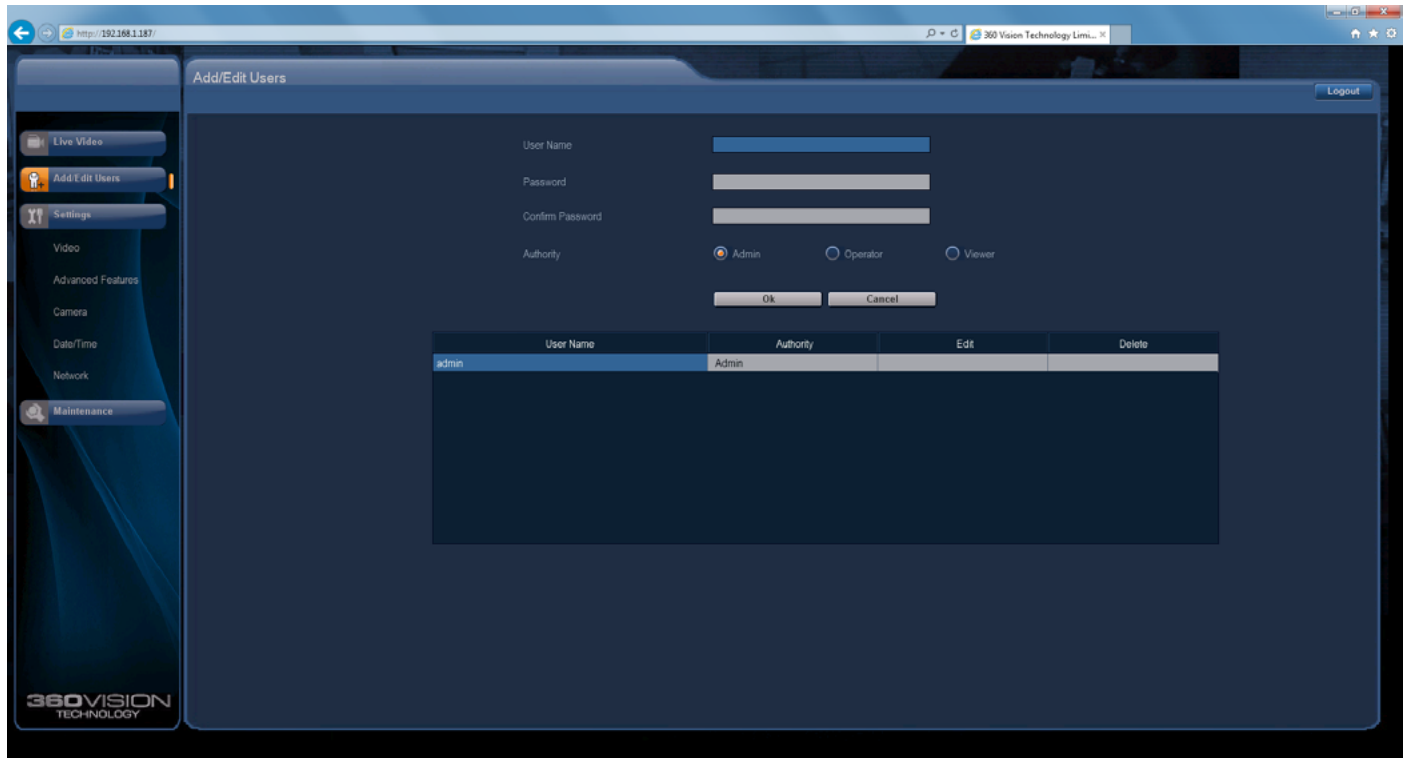 http://192.168.1.187/
360 Vision Technology Limi...
Add/Edit Users
Logout
Live Video
Add/Edit Users
Settings
Video
Advanced Features
Camera
Date/Time
Network
Maintenance
User Name
Password
Confirm Password
Authority Admin Operator Viewer
Ok Cancel
User Name Authority Edit Delete
admin Admin
360VISION
TECHNOLOGY